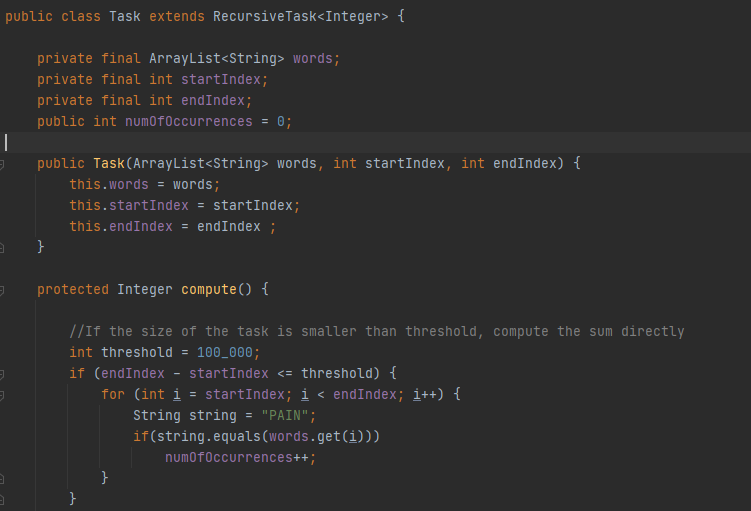 public class Task extends RecursiveTask<Integer> {
private final ArrayList<String> words;
private final int startIndex;
private final int endIndex;
public int numOfOccurrences = 0;
public Task(ArrayList<String> words, int startIndex, int endIndex) {
this.words = words;
this.startIndex = startIndex;
this.endIndex = endIndex ;
}
protected Integer compute() {
//If the size of the task is smaller than threshold, compute the sum directly
int threshold = 100_000;
if (endIndex - startIndex <= threshold) {
for (int i = startIndex; i < endIndex; i++) {
String string = "PAIN";
if(string.equals(words.get(i)))
numOfOccurrences++;
}
}